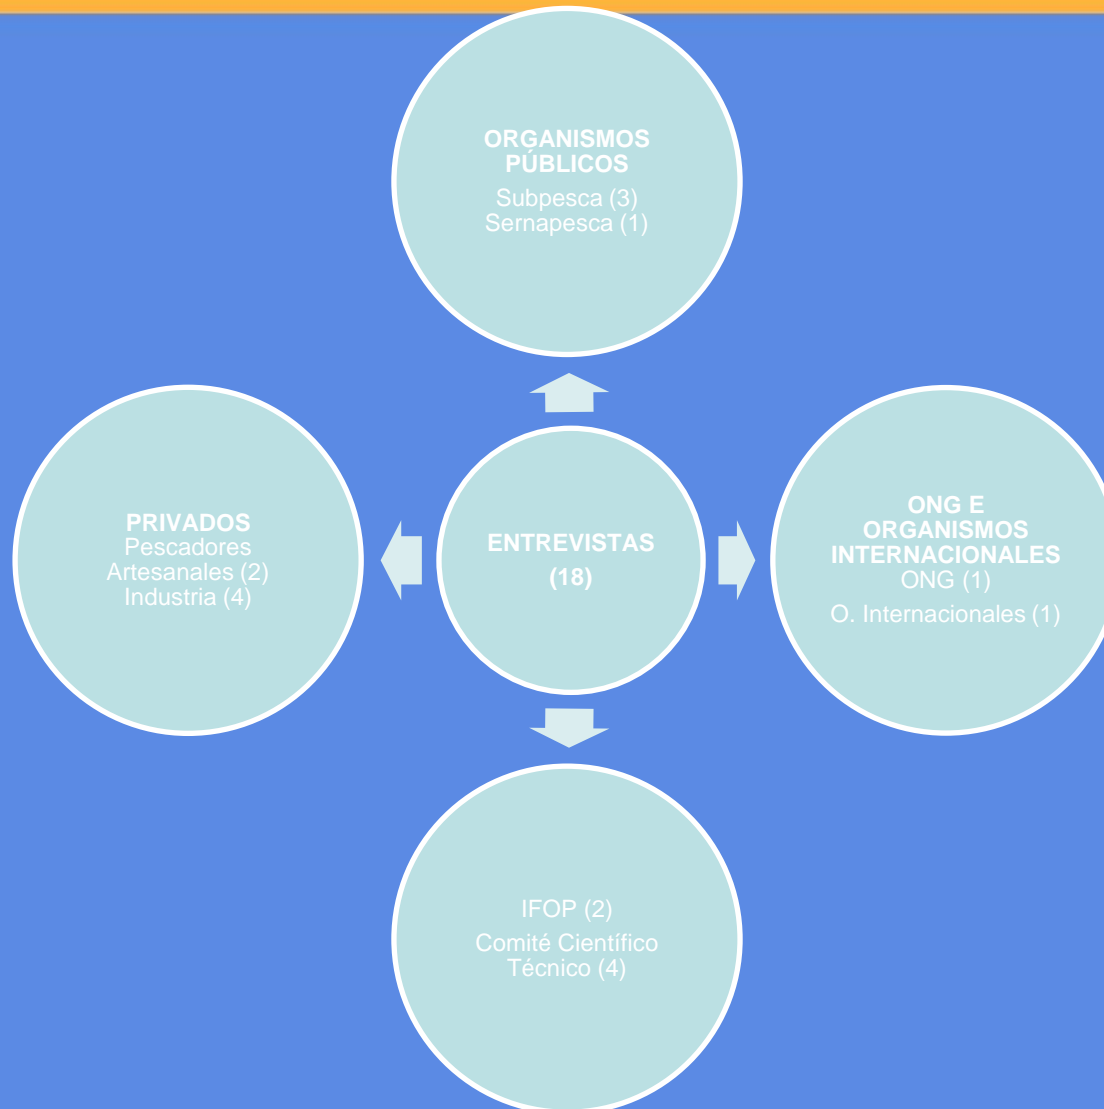 ORGANISMOS
PÚBLICOS
Subpesca (3)
Sernapesca (1)
PRIVADOS
Pescadores
Artesanales (2)
Industria (4)
ENTREVISTAS
(18)
ONG E
ORGANISMOS
INTERNACIONALES
ONG (1)
O. Internacionales (1)
IFOP (2)
Comité Científico
Técnico (4)